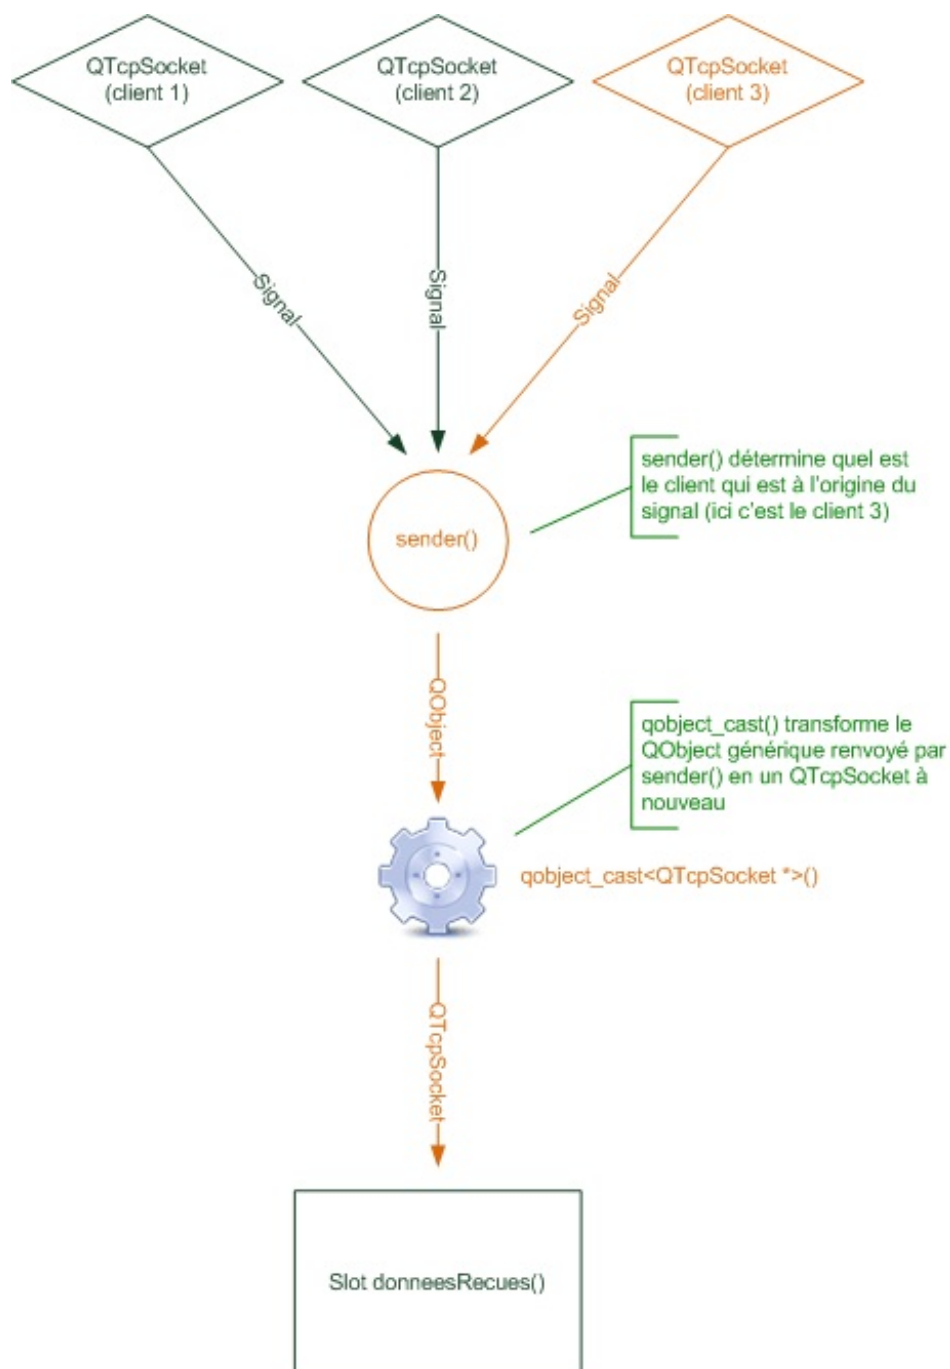 QTcpSocket
(client 1)
QTcpSocket
(client 2)
QTcpSocket
(client 3)
Signal
Signal
Signal
sender() détermine quel est
le client qui est à l'origine du
signal (ici c'est le client 3)
sender()
QObject
qobject_cast() transforme le
QObject générique renvoyé par
sender() en un QTcpSocket à
nouveau
qobject_cast<QTcpSocket *>()
QTcpSocket
Slot donneesRecues()